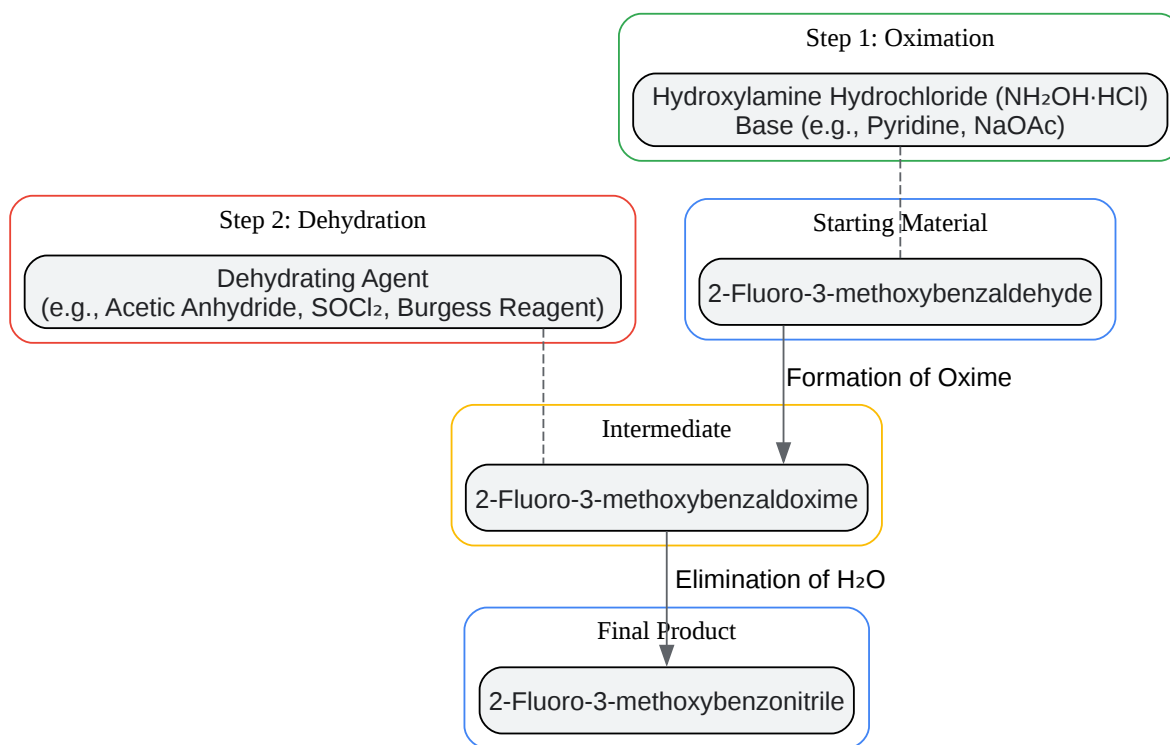 Step 1: Oximation
Hydroxylamine Hydrochloride (NH₂OH·HCl)
Base (e.g., Pyridine, NaOAc)
Step 2: Dehydration
Dehydrating Agent
(e.g., Acetic Anhydride, SOCl₂, Burgess Reagent)
Starting Material
2-Fluoro-3-methoxybenzaldehyde
Formation of Oxime
Intermediate
2-Fluoro-3-methoxybenzaldoxime
Elimination of H₂O
Final Product
2-Fluoro-3-methoxybenzonitrile